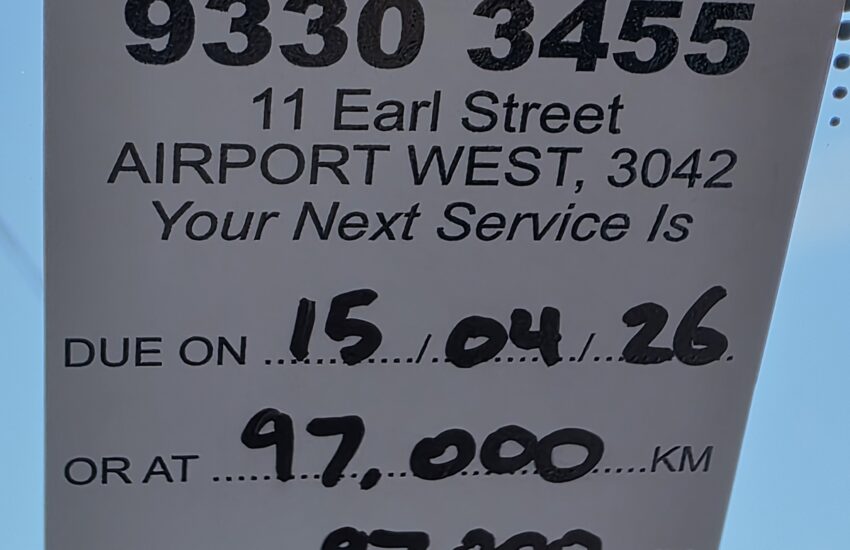 9330 3455
11 Earl Street
AIRPORT WEST, 3042
Your Next Service Is
DUE ON 15/04/26
OR AT 97,000 KM